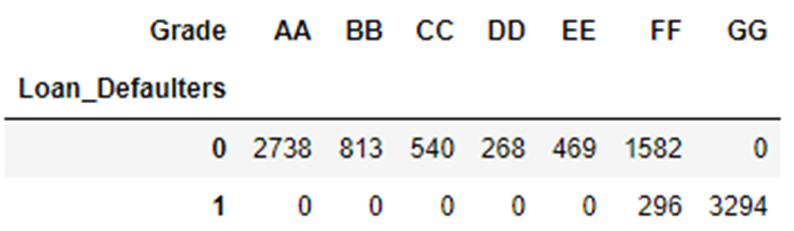 Grade AA BB CC DD EE FF GG
Loan_Defaulters
0 2738 813 540 268 469 1582 0
1 0 0 0 0 0 296 3294